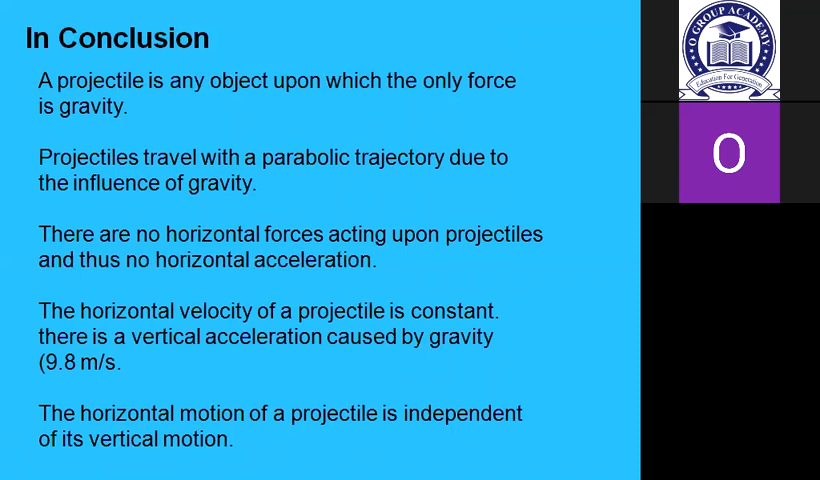 In Conclusion
A projectile is any object upon which the only force
is gravity.
Projectiles travel with a parabolic trajectory due to
the influence of gravity.
There are no horizontal forces acting upon projectiles
and thus no horizontal acceleration.
The horizontal velocity of a projectile is constant.
there is a vertical acceleration caused by gravity
(9.8 m/s.
The horizontal motion of a projectile is independent
of its vertical motion.
O GROUP ACADEMY
Education For Generation
O